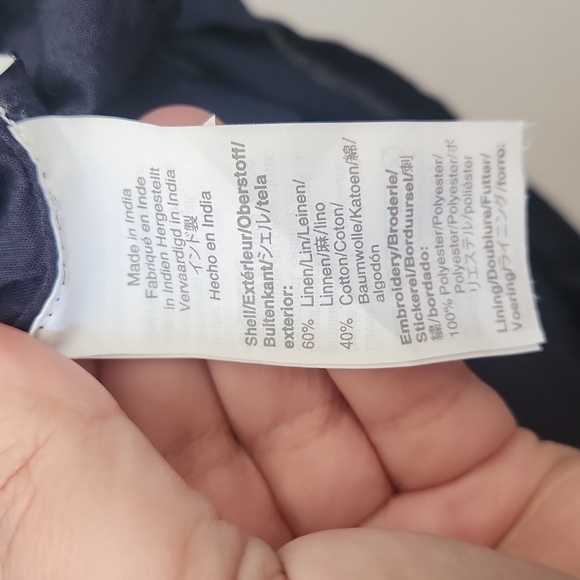 Made in India
Fabriqué en Inde
in Indien Hergestellt
Vervaardigd in India
インド製
Hecho en India
Shell/Extérieur/Oberstoff/
Buitenkant/シェル/tela
exterior:
60% Linen/Lin/Leinen/
Linnen/麻/lino
40% Cotton/Coton/
Baumwolle/Katoen/綿/
algodón
Embroidery/Broderie/
Stickerei/Borduursel/刺
繍/bordado:
100% Polyester/Polyester/
Polyester/Polyester/ポ
リエステル/poliéster
Lining/Doublure/Futter/
Voering/ライニング/forro: